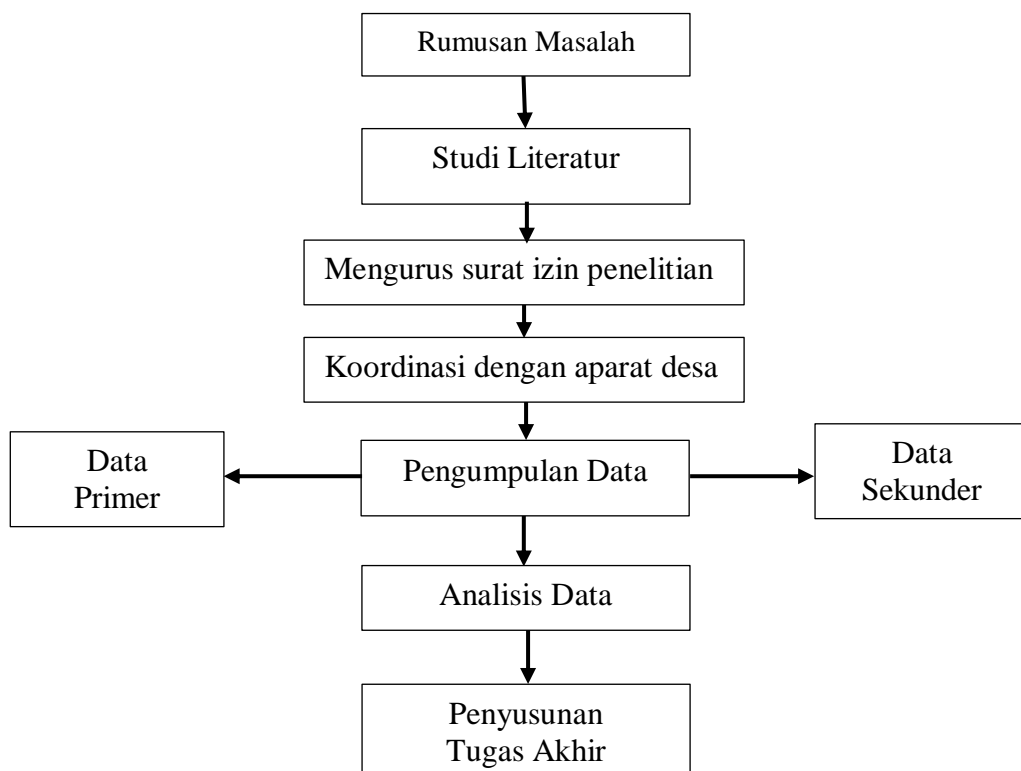 Rumusan Masalah
Studi Literatur
Mengurus surat izin penelitian
Koordinasi dengan aparat desa
Data
Primer
Pengumpulan Data
Data
Sekunder
Analisis Data
Penyusunan
Tugas Akhir